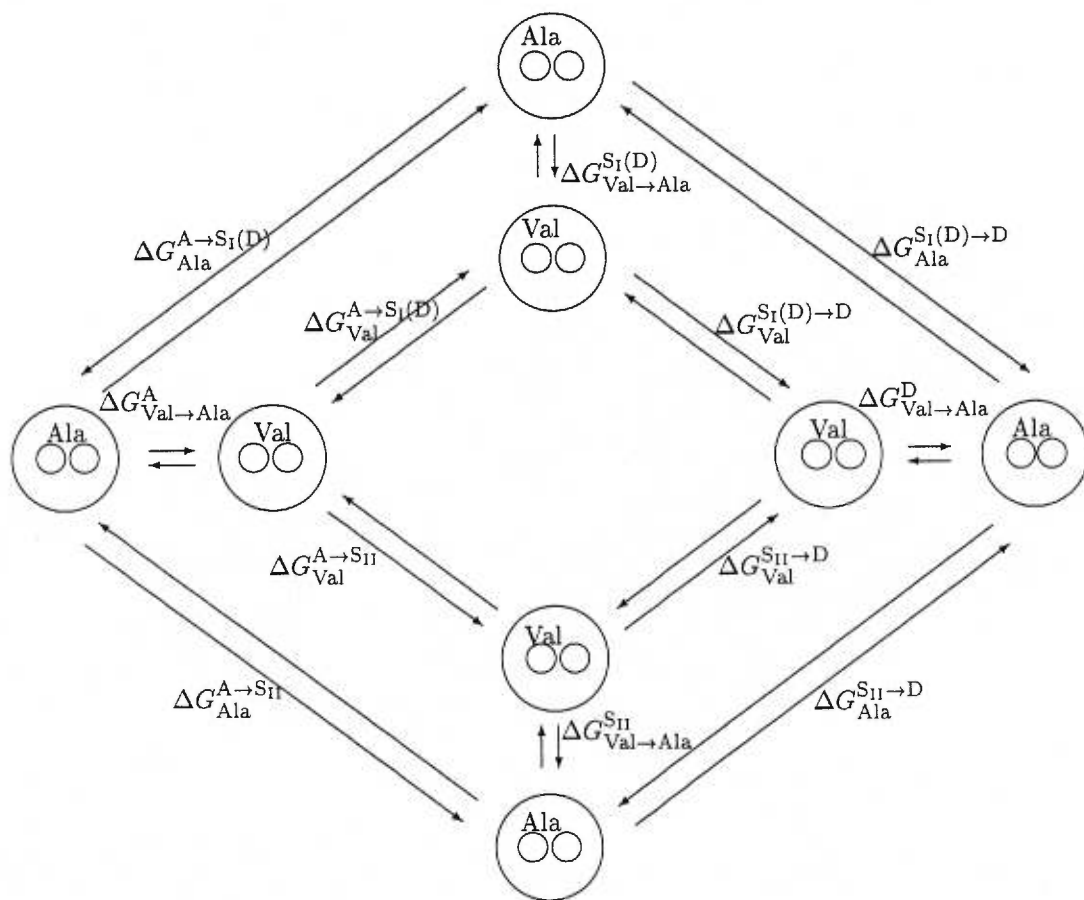 Ala
ΔG^{S_I(D)}_{Val→Ala}
Val
ΔG^{A→S_I(D)}_{Ala}
ΔG^{S_I(D)→D}_{Ala}
ΔG^{A→S_I(D)}_{Val}
ΔG^{S_I(D)→D}_{Val}
ΔG^{A}_{Val→Ala}
ΔG^{D}_{Val→Ala}
Ala
Val
Val
Ala
ΔG^{A→S_{II}}_{Val}
ΔG^{S_{II}→D}_{Val}
Val
ΔG^{A→S_{II}}_{Ala}
ΔG^{S_{II}→D}_{Ala}
ΔG^{S_{II}}_{Val→Ala}
Ala